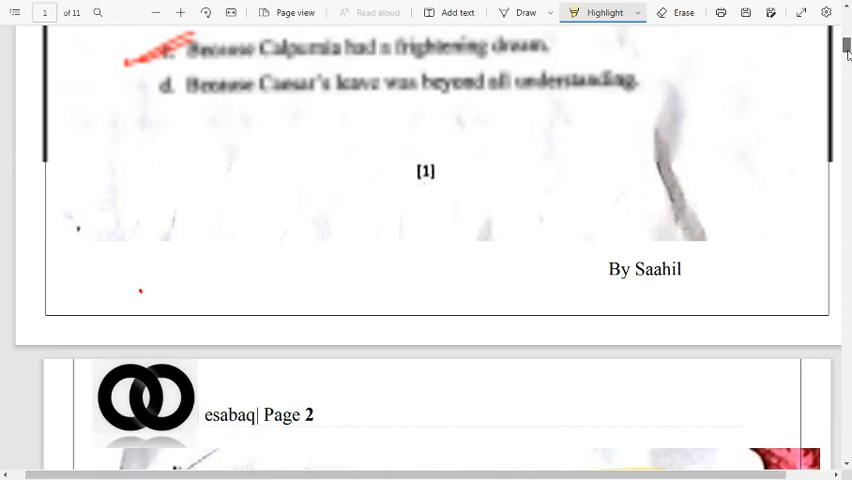 1 of 11 Page view Read aloud Add text Draw Highlight Erase
c. Because Calpurnia had a frightening dream.
d. Because Caesar's leave was beyond all understanding.
[1]
By Saahil
esabaq| Page 2